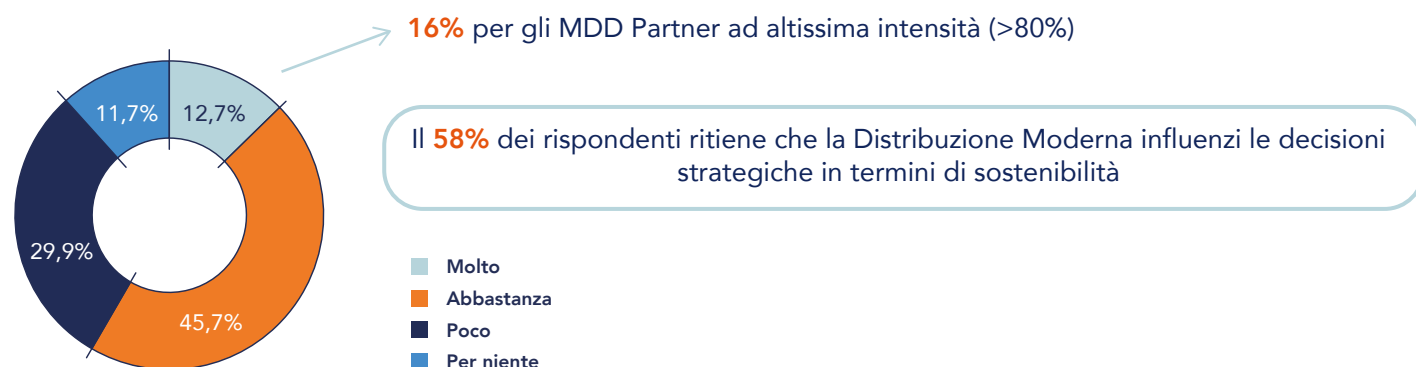 16% per gli MDD Partner ad altissima intensità (>80%)
11,7%
12,7%
Il 58% dei rispondenti ritiene che la Distribuzione Moderna influenzi le decisioni
strategiche in termini di sostenibilità
29,9%
45,7%
Molto
Abbastanza
Poco
Per niente